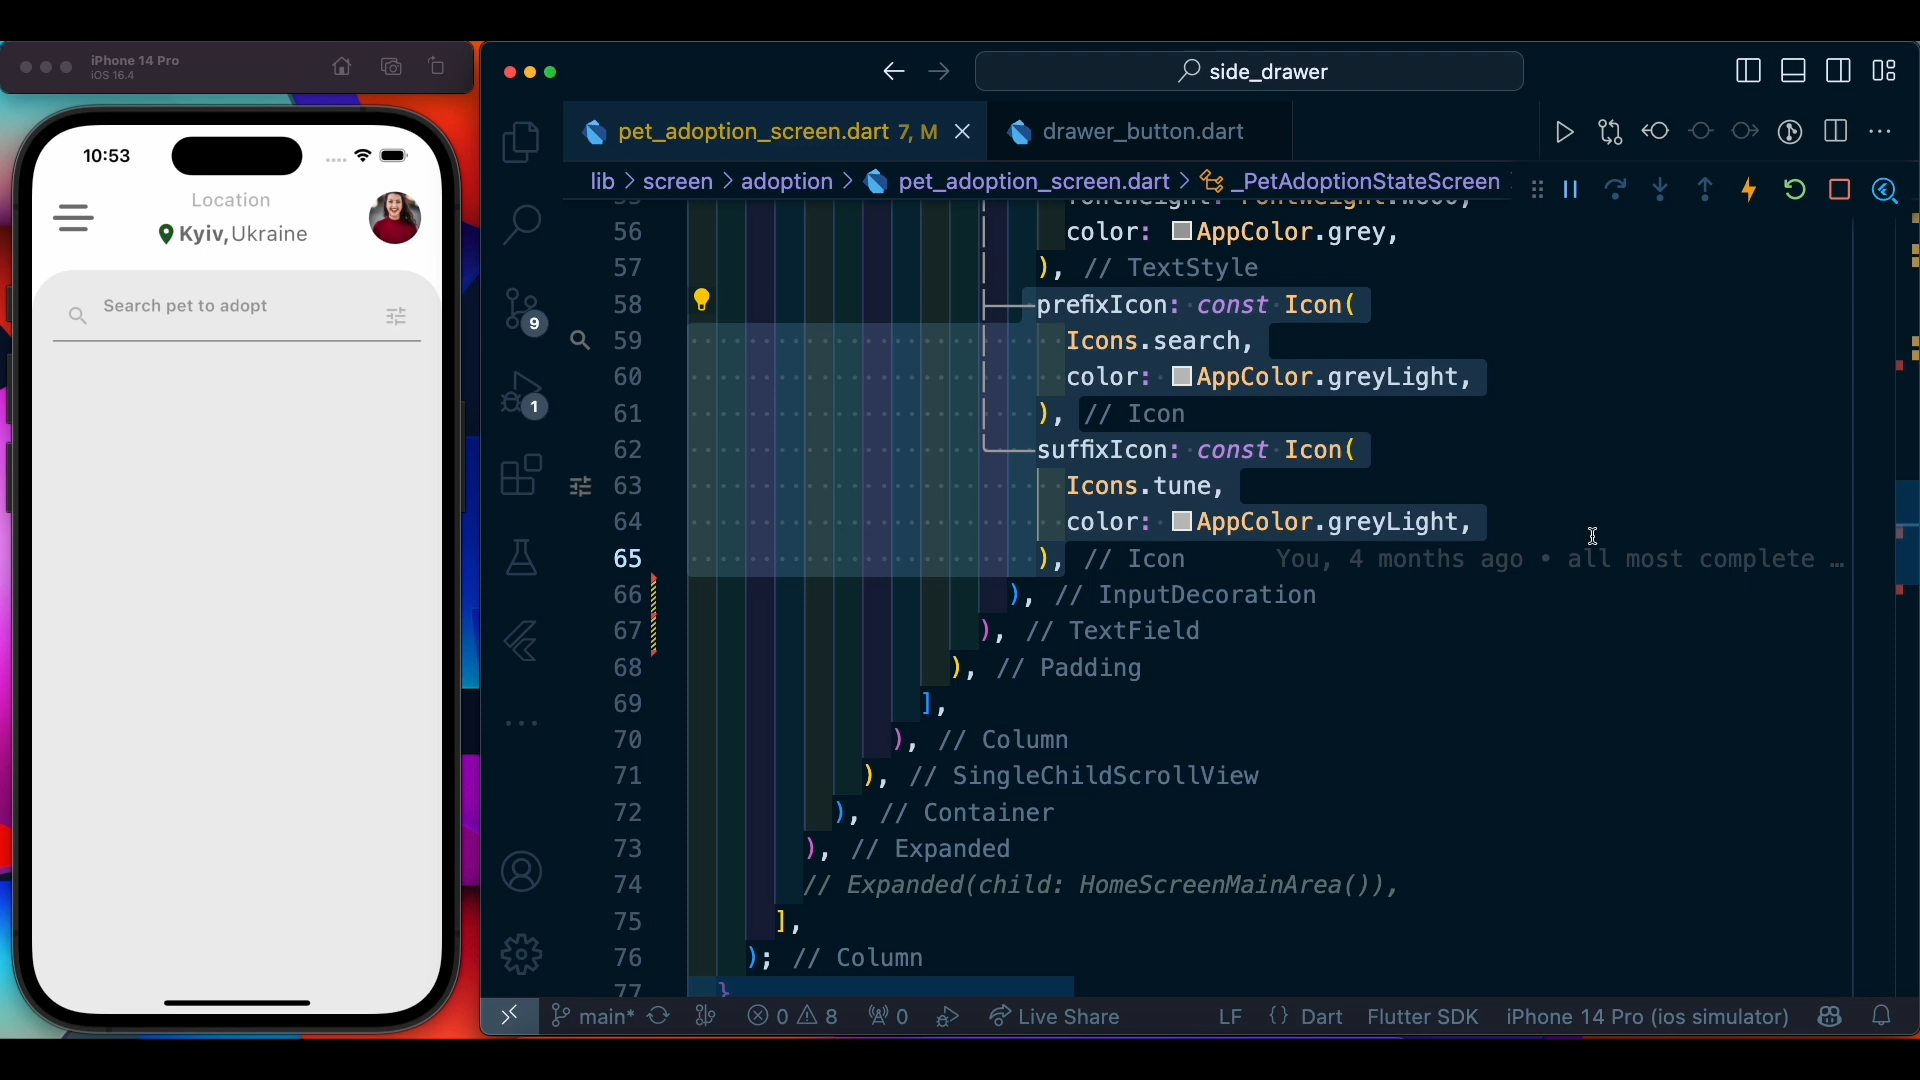 iPhone 14 Pro
iOS 16.4
10:53
Location
Kyiv, Ukraine
Search pet to adopt
side_drawer
pet_adoption_screen.dart 7, M
drawer_button.dart
lib > screen > adoption > pet_adoption_screen.dart > _PetAdoptionStateScreen
9
1
56 color: AppColor.grey,
57 ), // TextStyle
58 prefixIcon: const Icon(
59 Icons.search,
60 color: AppColor.greyLight,
61 ), // Icon
62 suffixIcon: const Icon(
63 Icons.tune,
64 color: AppColor.greyLight,
65 ), // Icon You, 4 months ago • all most complete …
66 ), // InputDecoration
67 ), // TextField
68 ), // Padding
69 ],
70 ), // Column
71 ), // SingleChildScrollView
72 ), // Container
73 ), // Expanded
74 // Expanded(child: HomeScreenMainArea()),
75 ],
76 ); // Column
77 }
main* 0 8 0 Live Share LF {} Dart Flutter SDK iPhone 14 Pro (ios simulator)